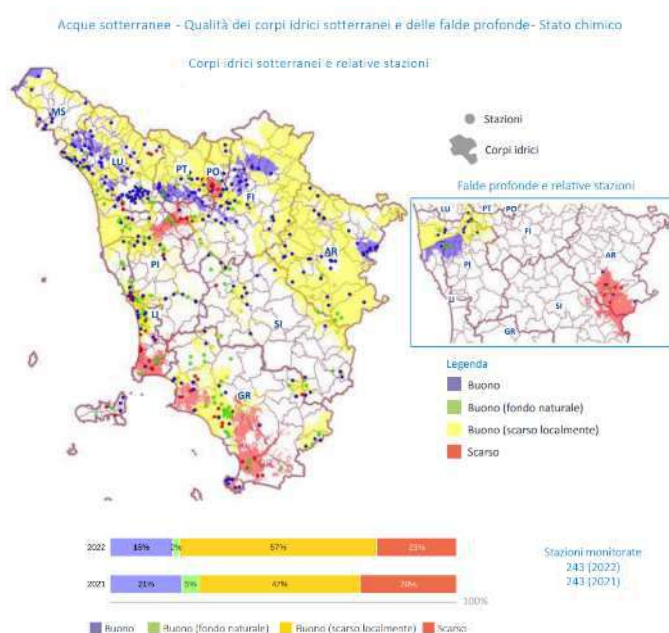 Acque sotterranee - Qualità dei corpi idrici sotterranei e delle falde profonde- Stato chimico
Corpi idrici sotterranei e relative stazioni
Stazioni
Corpi idrici
MS
LU
PT
PO
FI
AR
PI
LI
SI
GR
Falde profonde e relative stazioni
LU
PT
PO
FI
AR
PI
LI
SI
GR
Legenda
Buono
Buono (fondo naturale)
Buono (scarso localmente)
Scarso
2022
18%
2%
57%
23%
2021
21%
5%
47%
100%
Stazioni monitorate
243 (2022)
243 (2021)
Buono
Buono (fondo naturale)
Buono (scarso localmente)
Scarso